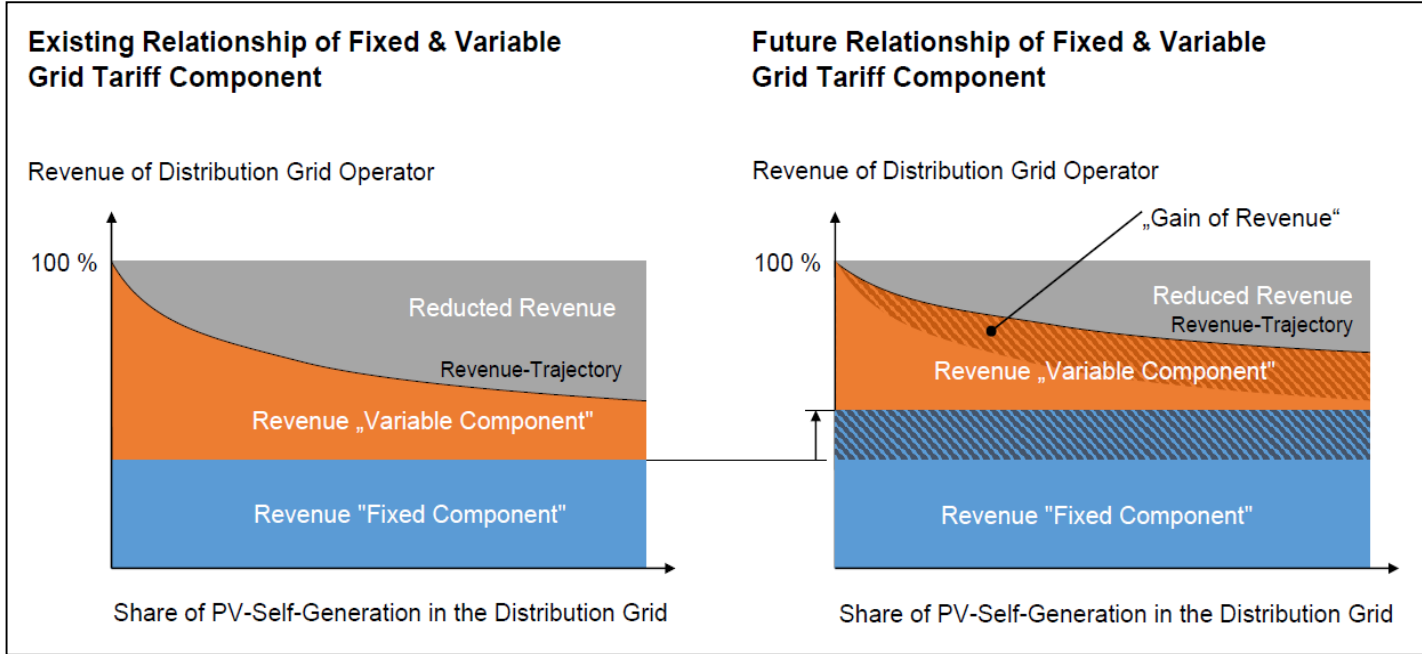 Existing Relationship of Fixed & Variable
Grid Tariff Component
Revenue of Distribution Grid Operator
100 %
Reducted Revenue
Revenue-Trajectory
Revenue „Variable Component"
Revenue "Fixed Component"
Share of PV-Self-Generation in the Distribution Grid
Future Relationship of Fixed & Variable
Grid Tariff Component
Revenue of Distribution Grid Operator
„Gain of Revenue“
100 %
Reduced Revenue
Revenue-Trajectory
Revenue „Variable Component"
Revenue "Fixed Component"
Share of PV-Self-Generation in the Distribution Grid